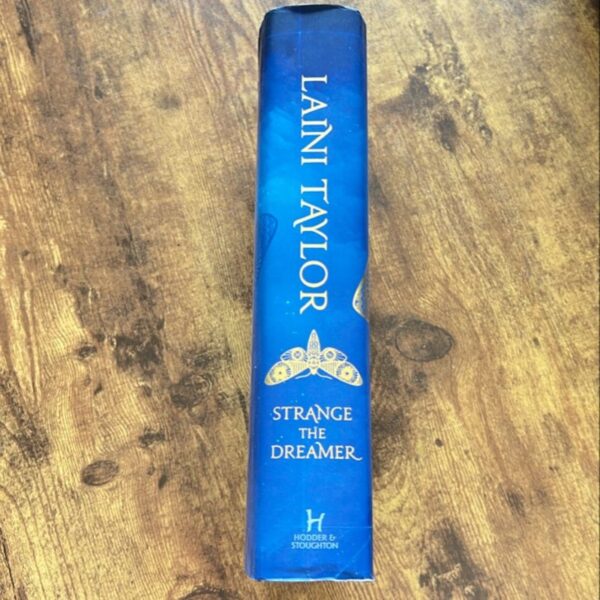 LAINI TAYLOR
STRANGE
THE
DREAMER
H
HODDER &
STOUGHTON